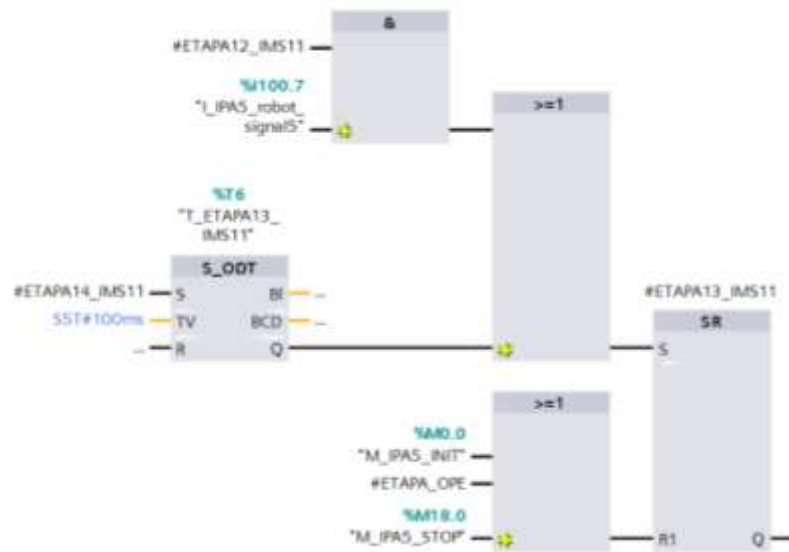 &
#ETAPA12_IMS11
%I100.7
"I_IPA5_robot_
signal5"
>=1
%T6
"T_ETAPA13_
IMS11"
S_ODT
#ETAPA14_IMS11
S
BI
...
S5T#100ms
TV
BCD
...
...
R
Q
#ETAPA13_IMS11
SR
S
>=1
%M0.0
"M_IPA5_INIT"
#ETAPA_OPE
%M18.0
"M_IPA5_STOP"
R1
Q